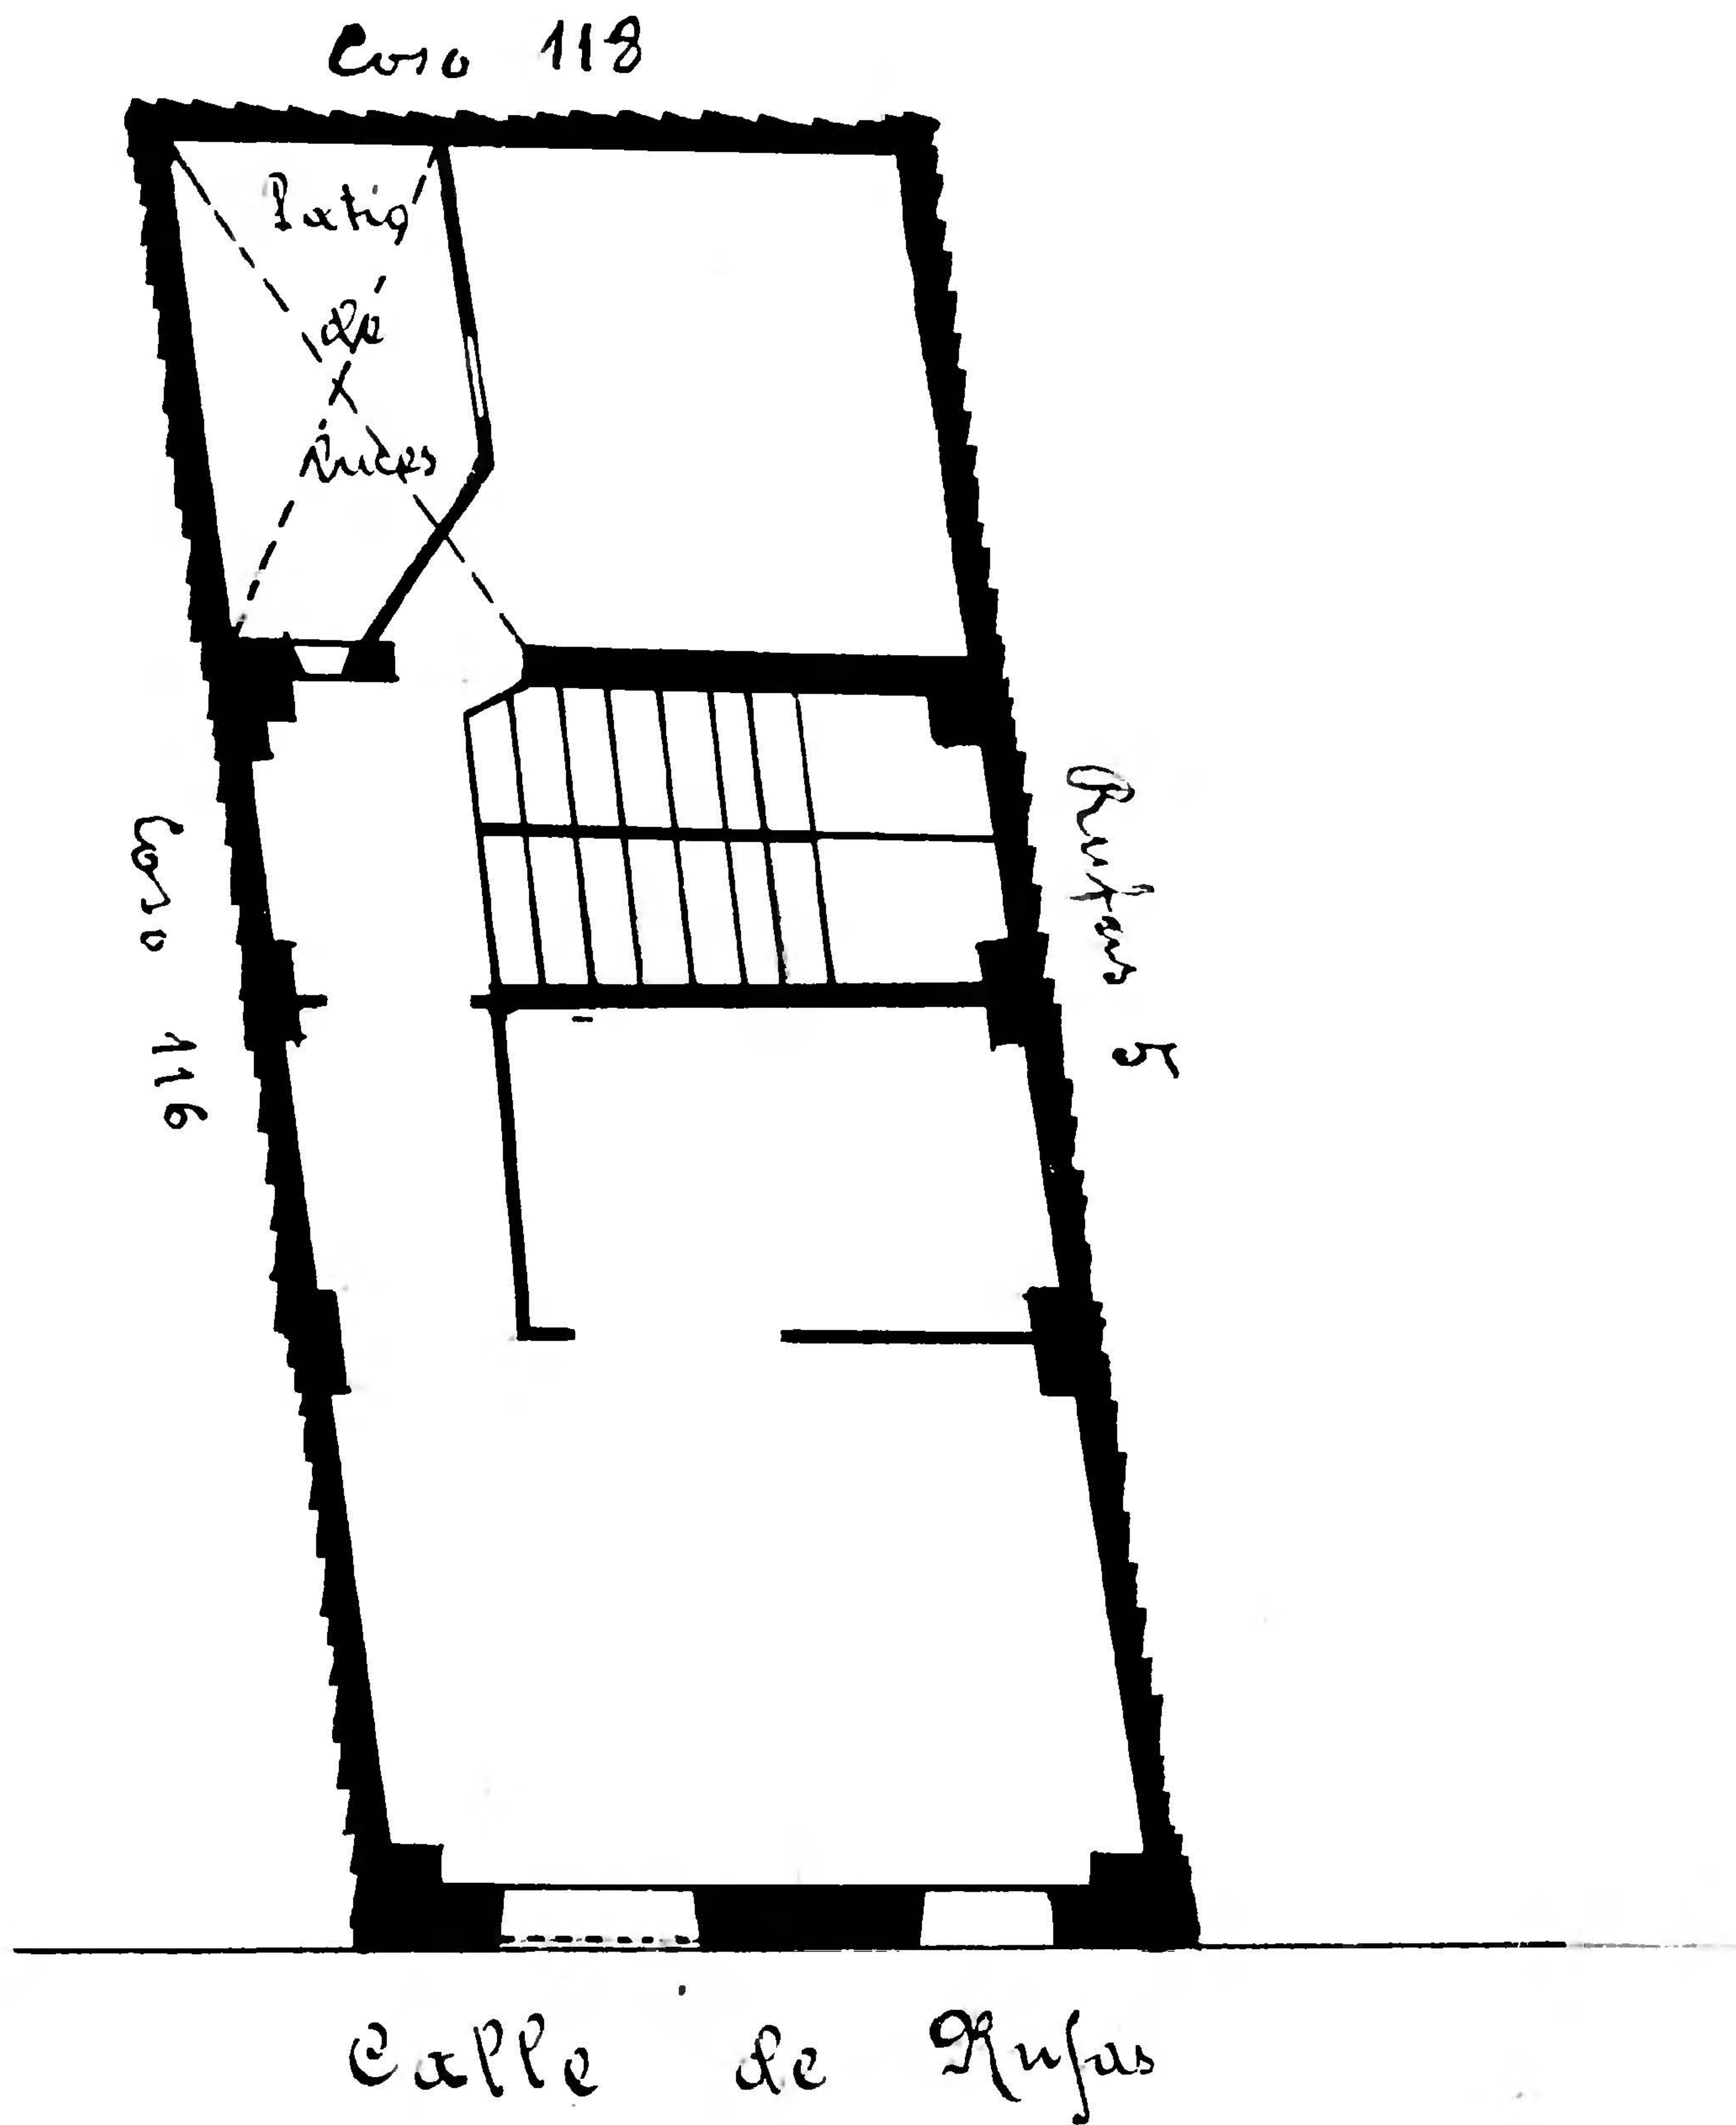 Coso 118
Patio
de
luces
Coso 116
Rufas 5
Calle de Rufas